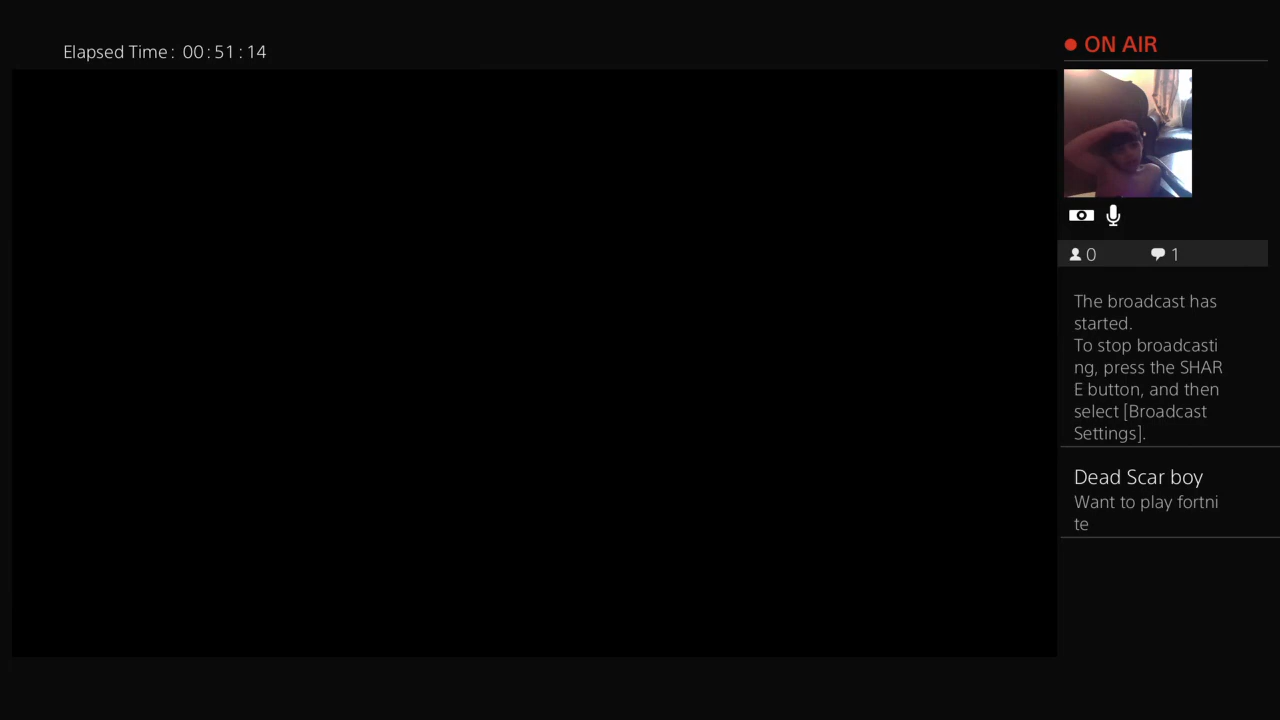 Elapsed Time: 00:51:14
ON AIR
0 1
The broadcast has
started.
To stop broadcasti
ng, press the SHAR
E button, and then
select [Broadcast
Settings].
Dead Scar boy
Want to play fortni
te